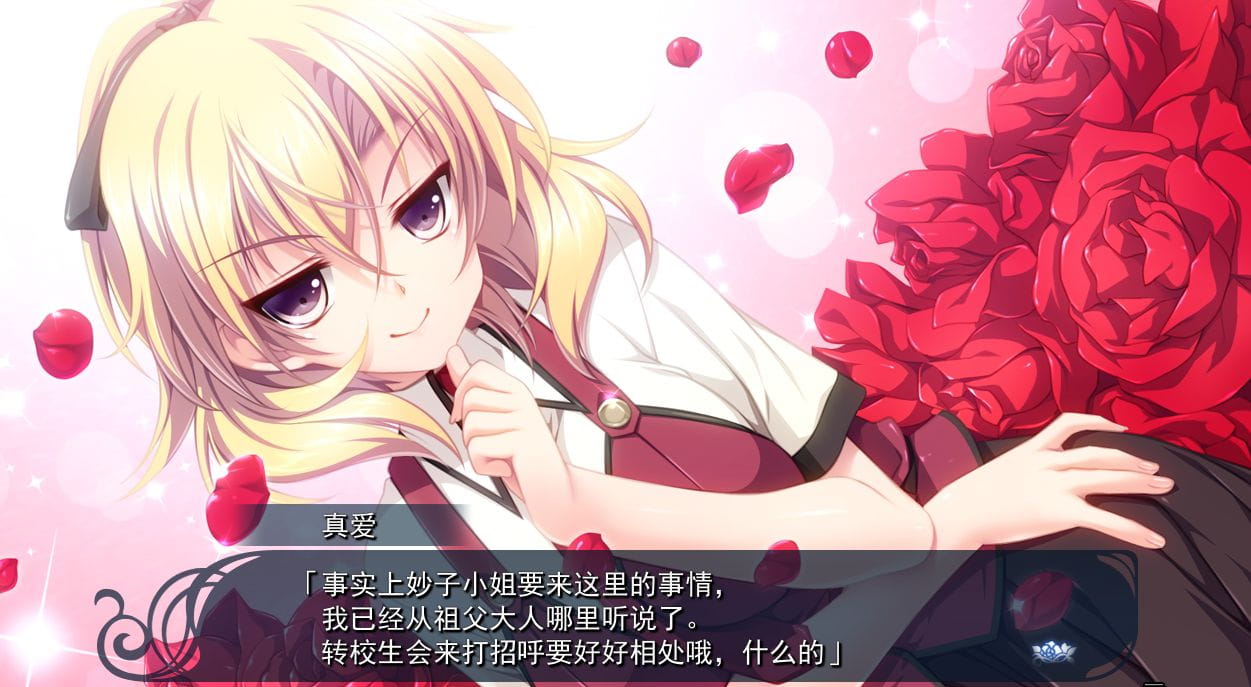 真爱
「事实上妙子小姐要来这里的事情，
我已经从祖父大人哪里听说了。
转校生会来打招呼要好好相处哦，什么的」